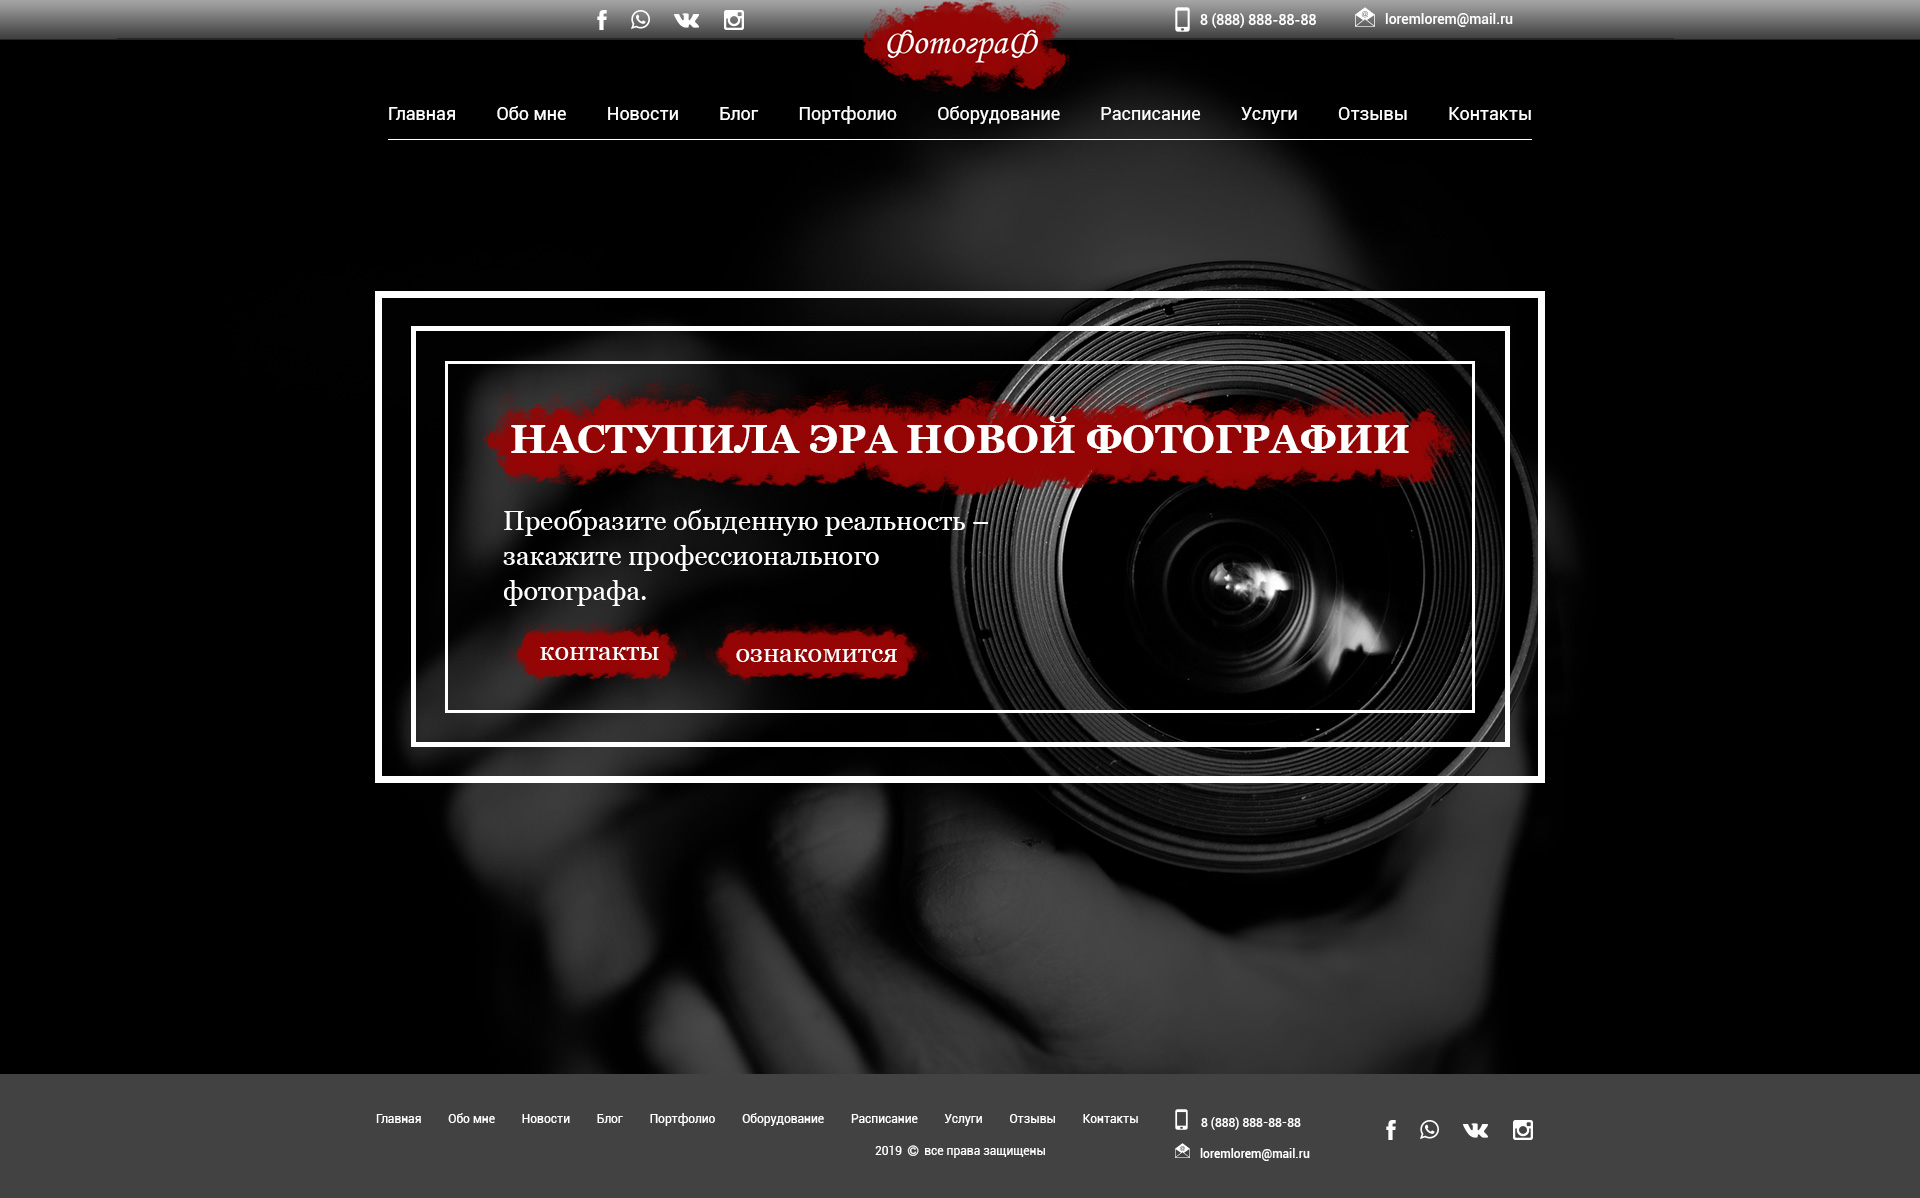 8 (888) 888-88-88
loremlorem@mail.ru
ФотограФ
Главная Обо мне Новости Блог Портфолио Оборудование Расписание Услуги Отзывы Контакты
НАСТУПИЛА ЭРА НОВОЙ ФОТОГРАФИИ
Преобразите обыденную реальность –
закажите профессионального
фотографа.
контакты
ознакомится
Главная Обо мне Новости Блог Портфолио Оборудование Расписание Услуги Отзывы Контакты
2019 © все права защищены
8 (888) 888-88-88
loremlorem@mail.ru